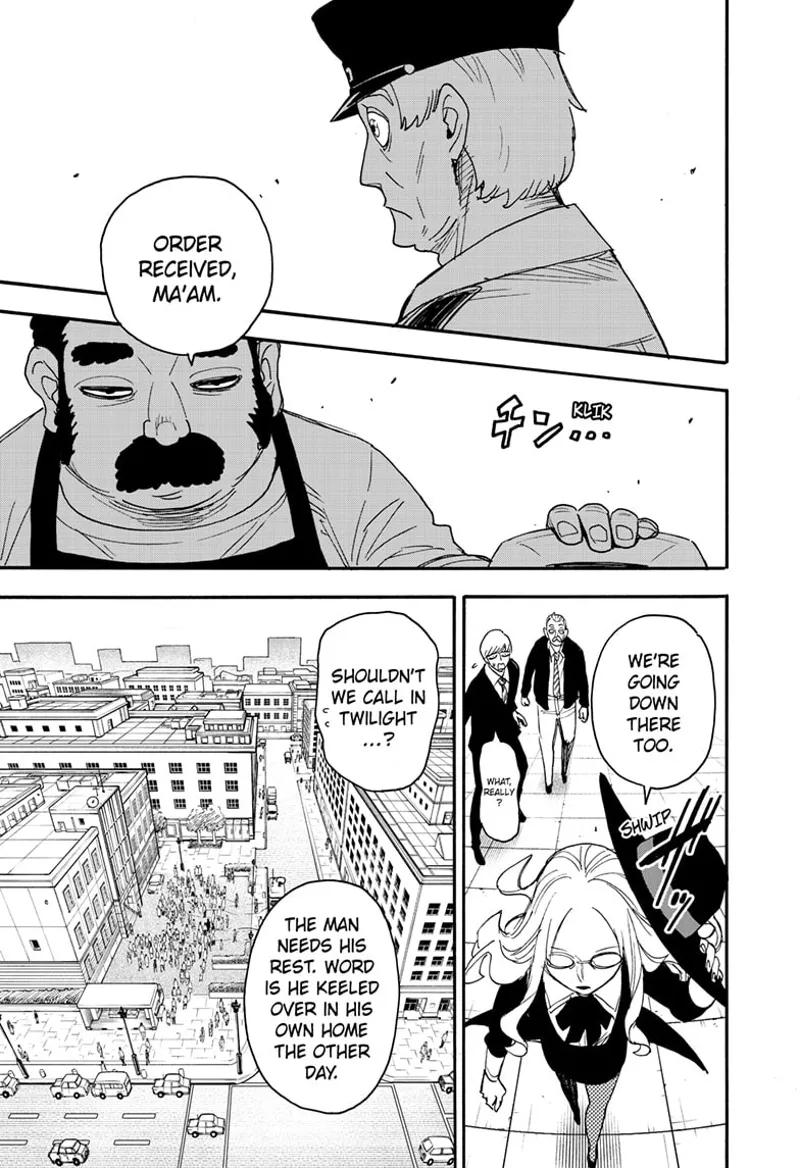 ORDER
RECEIVED,
MA'AM.
KLIK
チン...
WE'RE
GOING
DOWN
THERE
TOO.
WHAT,
REALLY
?
SHWIP
バッ
SHOULDN'T
WE CALL IN
TWILIGHT
...?
THE MAN
NEEDS HIS
REST. WORD
IS HE KEELED
OVER IN HIS
OWN HOME
THE OTHER
DAY.